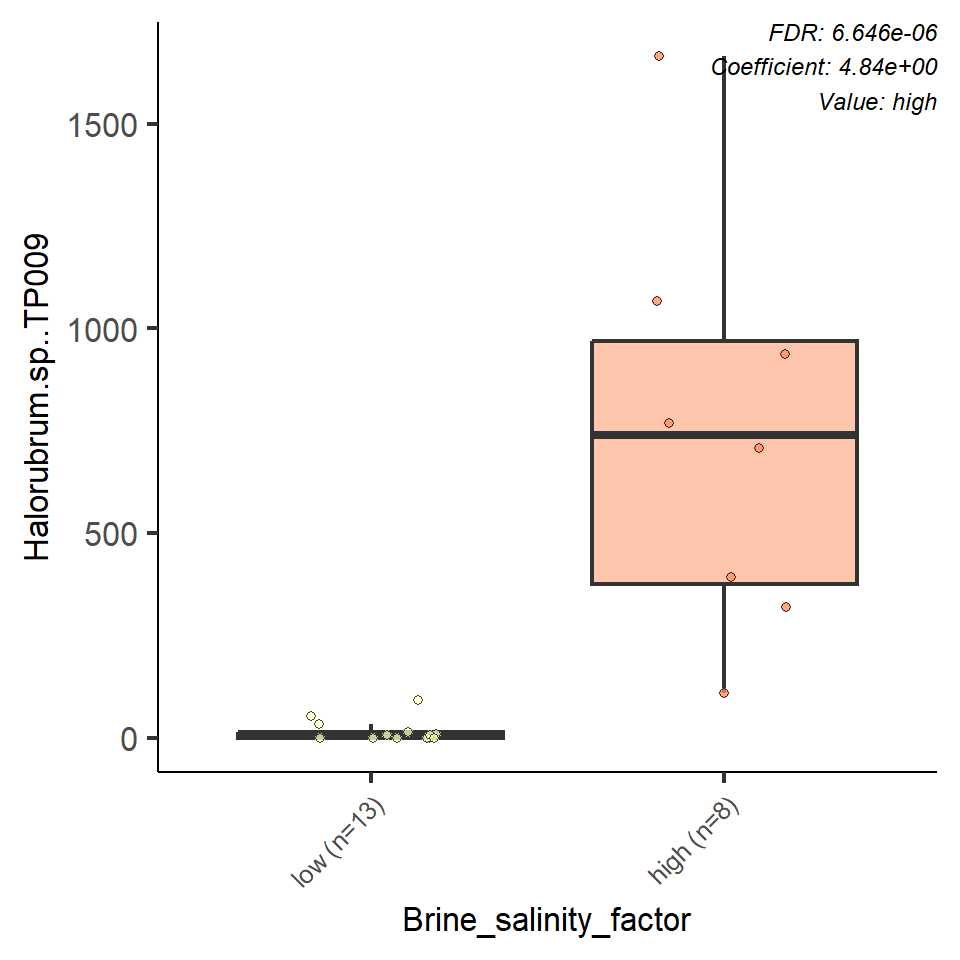 FDR: 6.646e-06
Coefficient: 4.84e+00
Value: high
Halorubrum.sp..TP009
1500
1000
500
0
low (n=13)
high (n=8)
Brine_salinity_factor